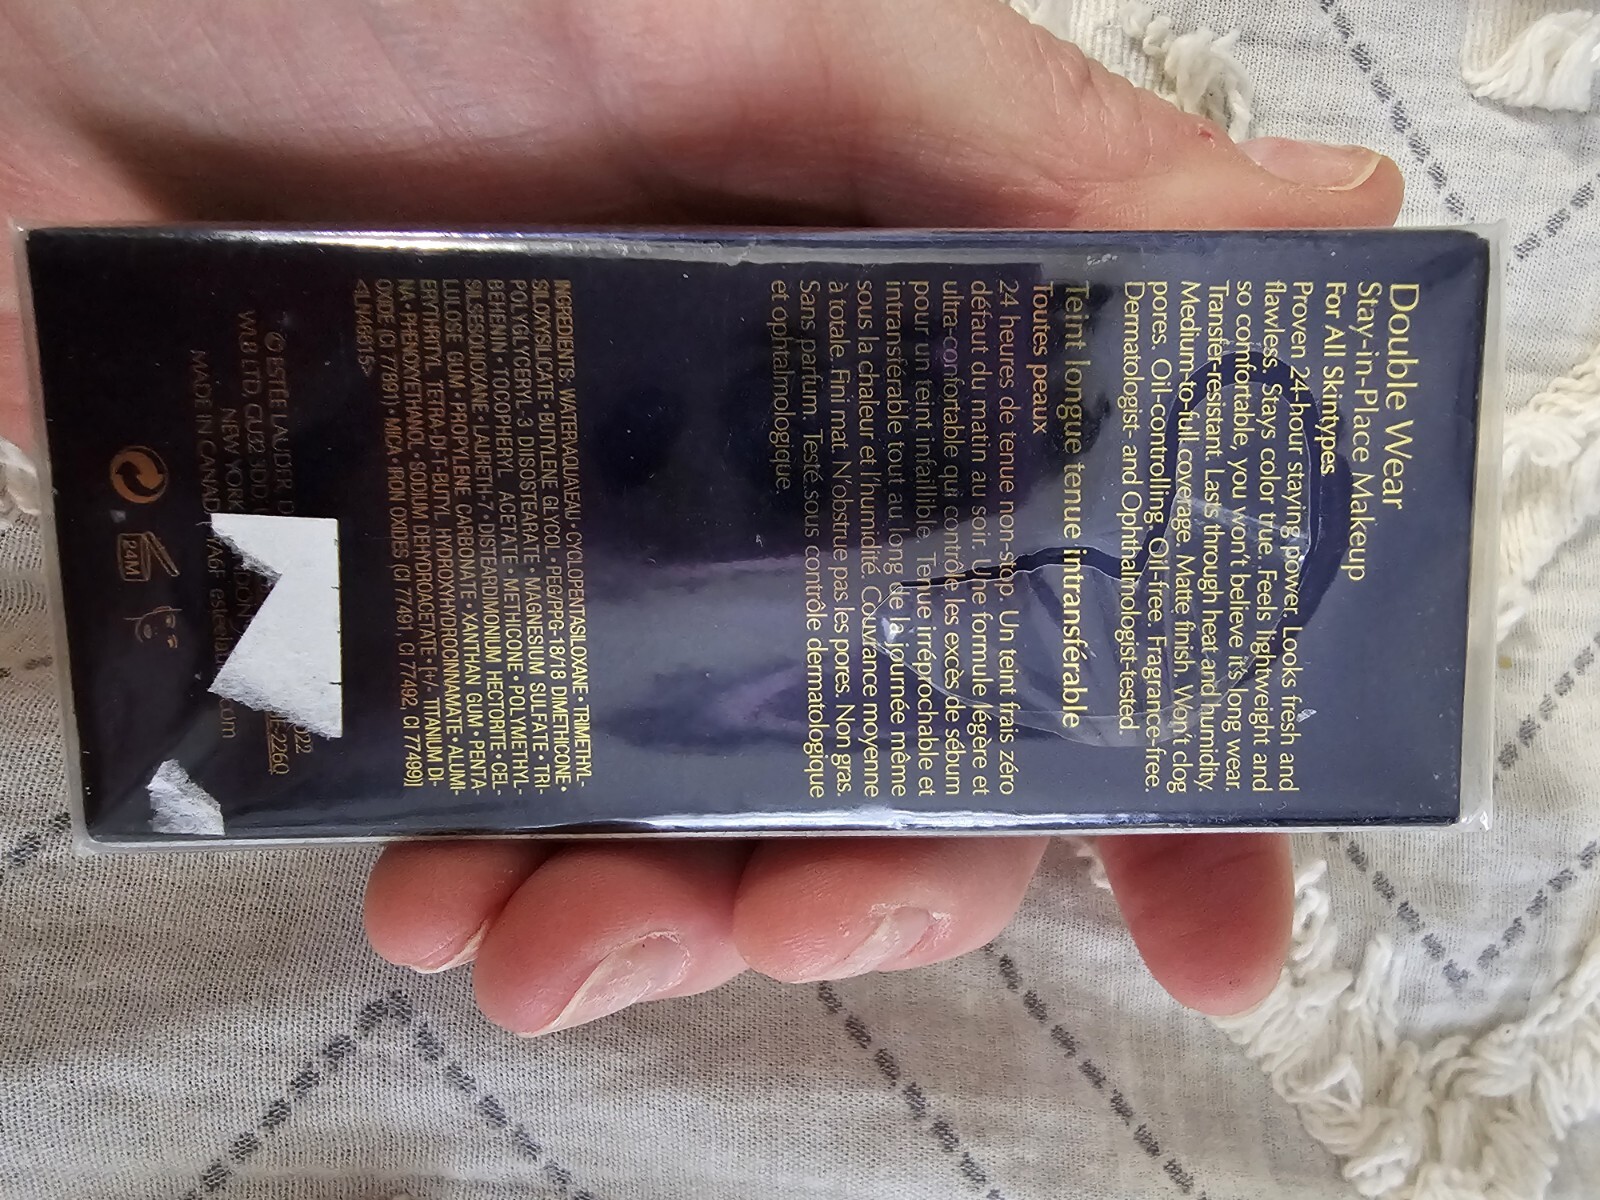 Double Wear
Stay-in-Place Makeup
For All Skintypes
Proven 24-hour staying power. Looks fresh and
flawless. Stays color true. Feels lightweight and
so comfortable, you won't believe it's long wear.
Transfer-resistant. Lasts through heat and humidity.
Medium-to-full coverage. Matte finish. Won't clog
pores. Oil-controlling. Oil-free. Fragrance-free.
Dermatologist- and Ophthalmologist-tested.
Teint longue tenue intransférable
Toutes peaux
24 heures de tenue non-stop. Un teint frais zéro
défaut du matin au soir. Une formule légère et
ultra-confortable qui contrôle les excès de sébum
pour un teint infaillible. Tenue irréprochable et
intransférable tout au long de la journée même
sous la chaleur et l'humidité. Couvrance moyenne
à totale. Fini mat. N'obstrue pas les pores. Non gras.
Sans parfum. Testé sous contrôle dermatologique
et ophtalmologique.
INGREDIENTS: WATER\AQUA\EAU • CYCLOPENTASILOXANE • TRIMETHYL-
SILOXYSILICATE • BUTYLENE GLYCOL • PEG/PPG-18/18 DIMETHICONE •
POLYGLYCERYL-3 DIISOSTEARATE • MAGNESIUM SULFATE • TRI-
BEHENIN • TOCOPHERYL ACETATE • METHICONE • POLYMETHYL-
SILSESQUIOXANE • LAURETH-7 • DISTEARDIMONIUM HECTORITE • CEL-
LULOSE GUM • PROPYLENE CARBONATE • XANTHAN GUM • PENTA-
ERYTHRITYL TETRA-DI-T-BUTYL HYDROXYHYDROCINNAMATE • ALUMI-
NA • PHENOXYETHANOL • SODIUM DEHYDROACETATE • [+/- TITANIUM DI-
OXIDE (CI 77891) • MICA • IRON OXIDES (CI 77491, CI 77492, CI 77499)]
<ILN48815>
© ESTEE LAUDER, D 022
WLB LTD, GU32 3DD, -2260
NEW YORK DON
MADE IN CANADA com
24M